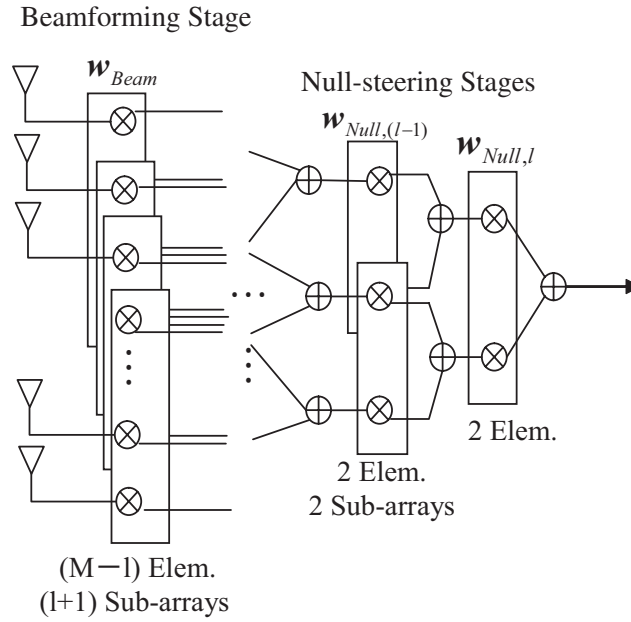 Beamforming Stage
w_Beam
Null-steering Stages
w_Null,(l−1)
w_Null,l
2 Elem.
2 Elem.
2 Sub-arrays
(M−l) Elem.
(l+1) Sub-arrays